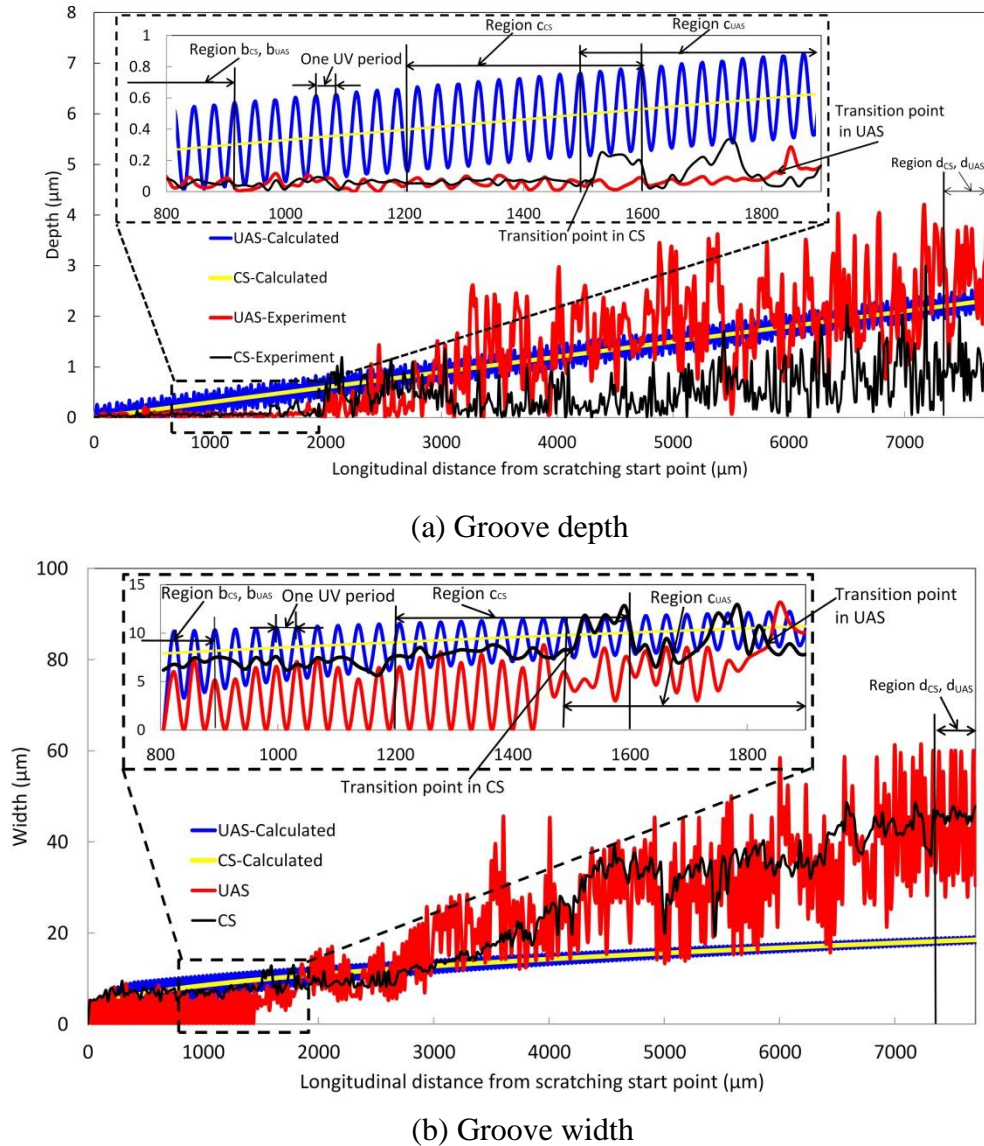 8
7
6
5
4
3
2
1
0
Depth (μm)
0 1000 2000 3000 4000 5000 6000 7000
Longitudinal distance from scratching start point (μm)
1
0.8
0.6
0.4
0.2
0
800 1000 1200 1400 1600 1800
Region bCS, bUAS
One UV period
Region cCS
Region cUAS
Transition point
in UAS
Transition point in CS
Region dCS, dUAS
UAS-Calculated
CS-Calculated
UAS-Experiment
CS-Experiment
(a) Groove depth
100
80
60
40
20
0
Width (μm)
0 1000 2000 3000 4000 5000 6000 7000
Longitudinal distance from scratching start point (μm)
15
10
5
0
800 1000 1200 1400 1600 1800
Region bCS, bUAS
One UV period
Region cCS
Region cUAS
Transition point
in UAS
Transition point in CS
Region dCS, dUAS
UAS-Calculated
CS-Calculated
UAS
CS
(b) Groove width